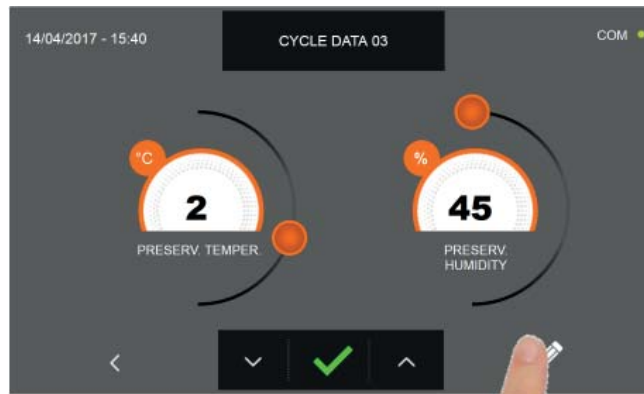 14/04/2017 - 15:40
CYCLE DATA 03
COM
°C
%
2
45
PRESERV. TEMPER.
PRESERV.
HUMIDITY